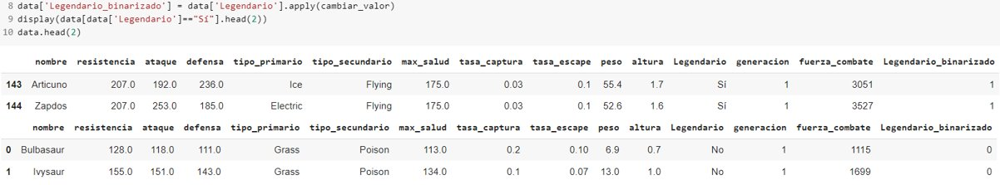 8 data['Legendario_binarizado'] = data['Legendario'].apply(cambiar_valor)
9 display(data[data['Legendario']=="Sí"].head(2))
10 data.head(2)
nombre resistencia ataque defensa tipo_primario tipo_secundario max_salud tasa_captura tasa_escape peso altura Legendario generacion fuerza_combate Legendario_binarizado
143 Articuno 207.0 192.0 236.0 Ice Flying 175.0 0.03 0.1 55.4 1.7 Sí 1 3051 1
144 Zapdos 207.0 253.0 185.0 Electric Flying 175.0 0.03 0.1 52.6 1.6 Sí 1 3527 1
nombre resistencia ataque defensa tipo_primario tipo_secundario max_salud tasa_captura tasa_escape peso altura Legendario generacion fuerza_combate Legendario_binarizado
0 Bulbasaur 128.0 118.0 111.0 Grass Poison 113.0 0.2 0.10 6.9 0.7 No 1 1115 0
1 Ivysaur 155.0 151.0 143.0 Grass Poison 134.0 0.1 0.07 13.0 1.0 No 1 1699 0